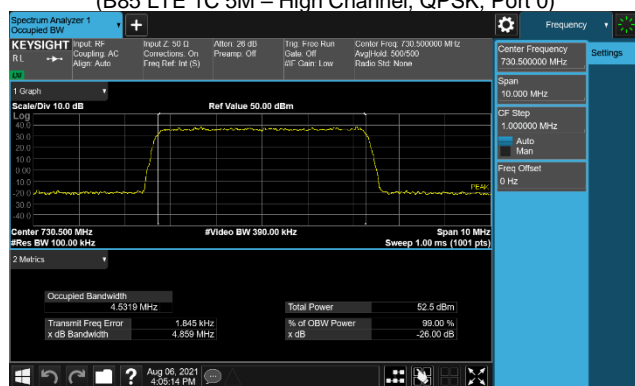 (B85 LTE 1C 5M – High Channel, QPSK, Port 0)
Spectrum Analyzer 1
Occupied BW
Frequency
KEYSIGHT
R L
LXI
Input: RF
Coupling: AC
Align: Auto
Input Z: 50 Ω
Corrections: On
Freq Ref: Int (S)
Atten: 26 dB
Preamp: Off
Trig: Free Run
Gate: Off
#IF Gain: Low
Center Freq: 730.500000 MHz
Avg|Hold: 500/500
Radio Std: None
Center Frequency
730.500000 MHz
Settings
Span
10.000 MHz
CF Step
1.000000 MHz
Auto
Man
Freq Offset
0 Hz
1 Graph
Scale/Div 10.0 dB
Ref Value 50.00 dBm
Log
40.0
30.0
20.0
10.0
0.00
-10.0
-20.0
-30.0
-40.0
PEAK
Center 730.500 MHz
#Video BW 390.00 kHz
Span 10 MHz
#Res BW 100.00 kHz
Sweep 1.00 ms (1001 pts)
2 Metrics
Occupied Bandwidth
4.5319 MHz
Total Power 52.5 dBm
Transmit Freq Error 1.845 kHz
% of OBW Power 99.00 %
x dB Bandwidth 4.859 MHz
x dB -26.00 dB
Aug 06, 2021
4:05:14 PM